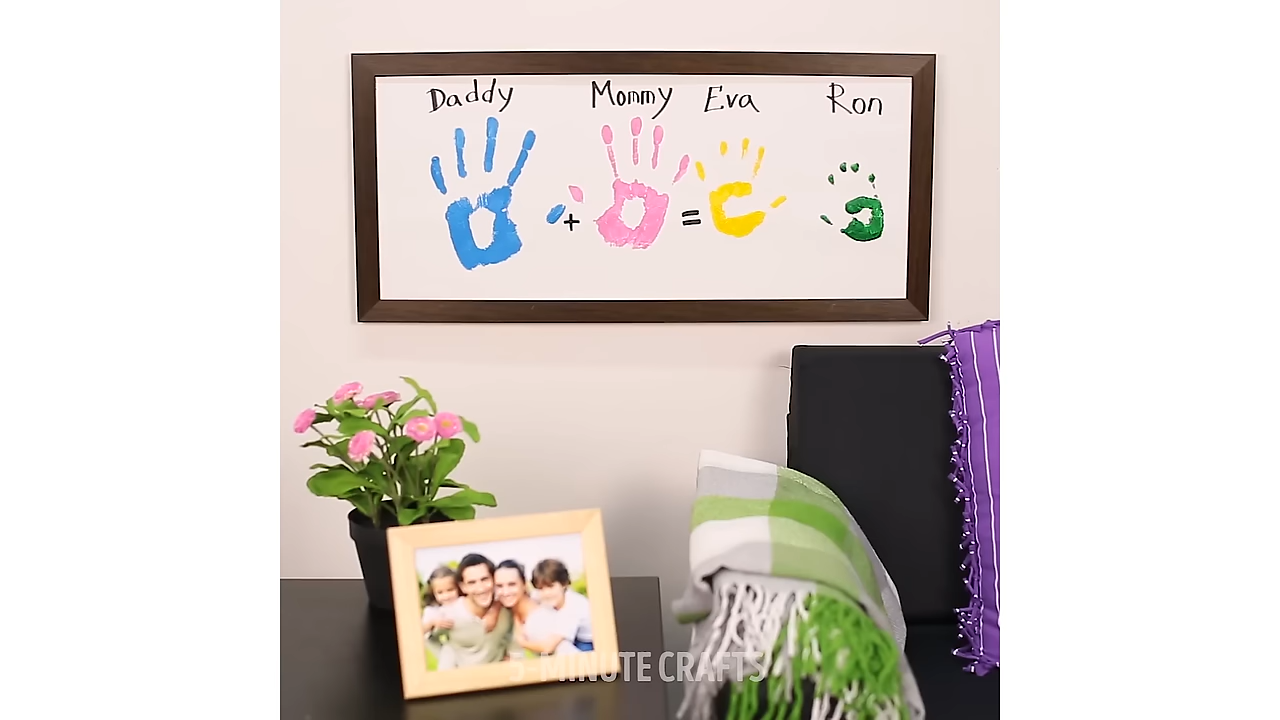 Daddy Mommy Eva Ron
+ =
5-MINUTE CRAFTS